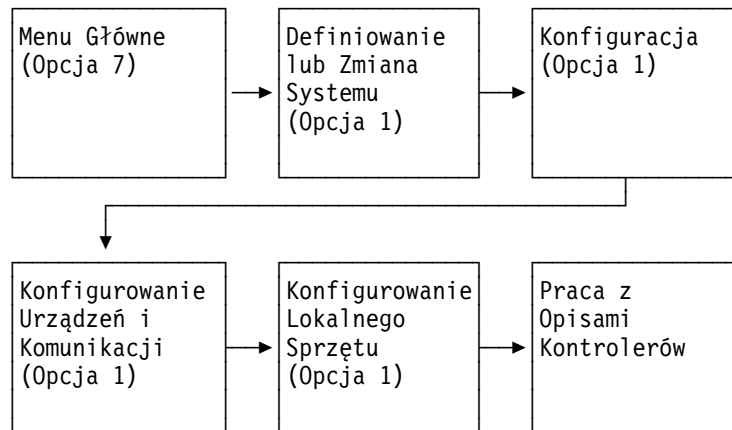 Menu Główne
(Opcja 7)
Definiowanie
lub Zmiana
Systemu
(Opcja 1)
Konfiguracja
(Opcja 1)
Konfigurowanie
Urządzeń i
Komunikacji
(Opcja 1)
Konfigurowanie
Lokalnego
Sprzętu
(Opcja 1)
Praca z
Opisami
Kontrolerów